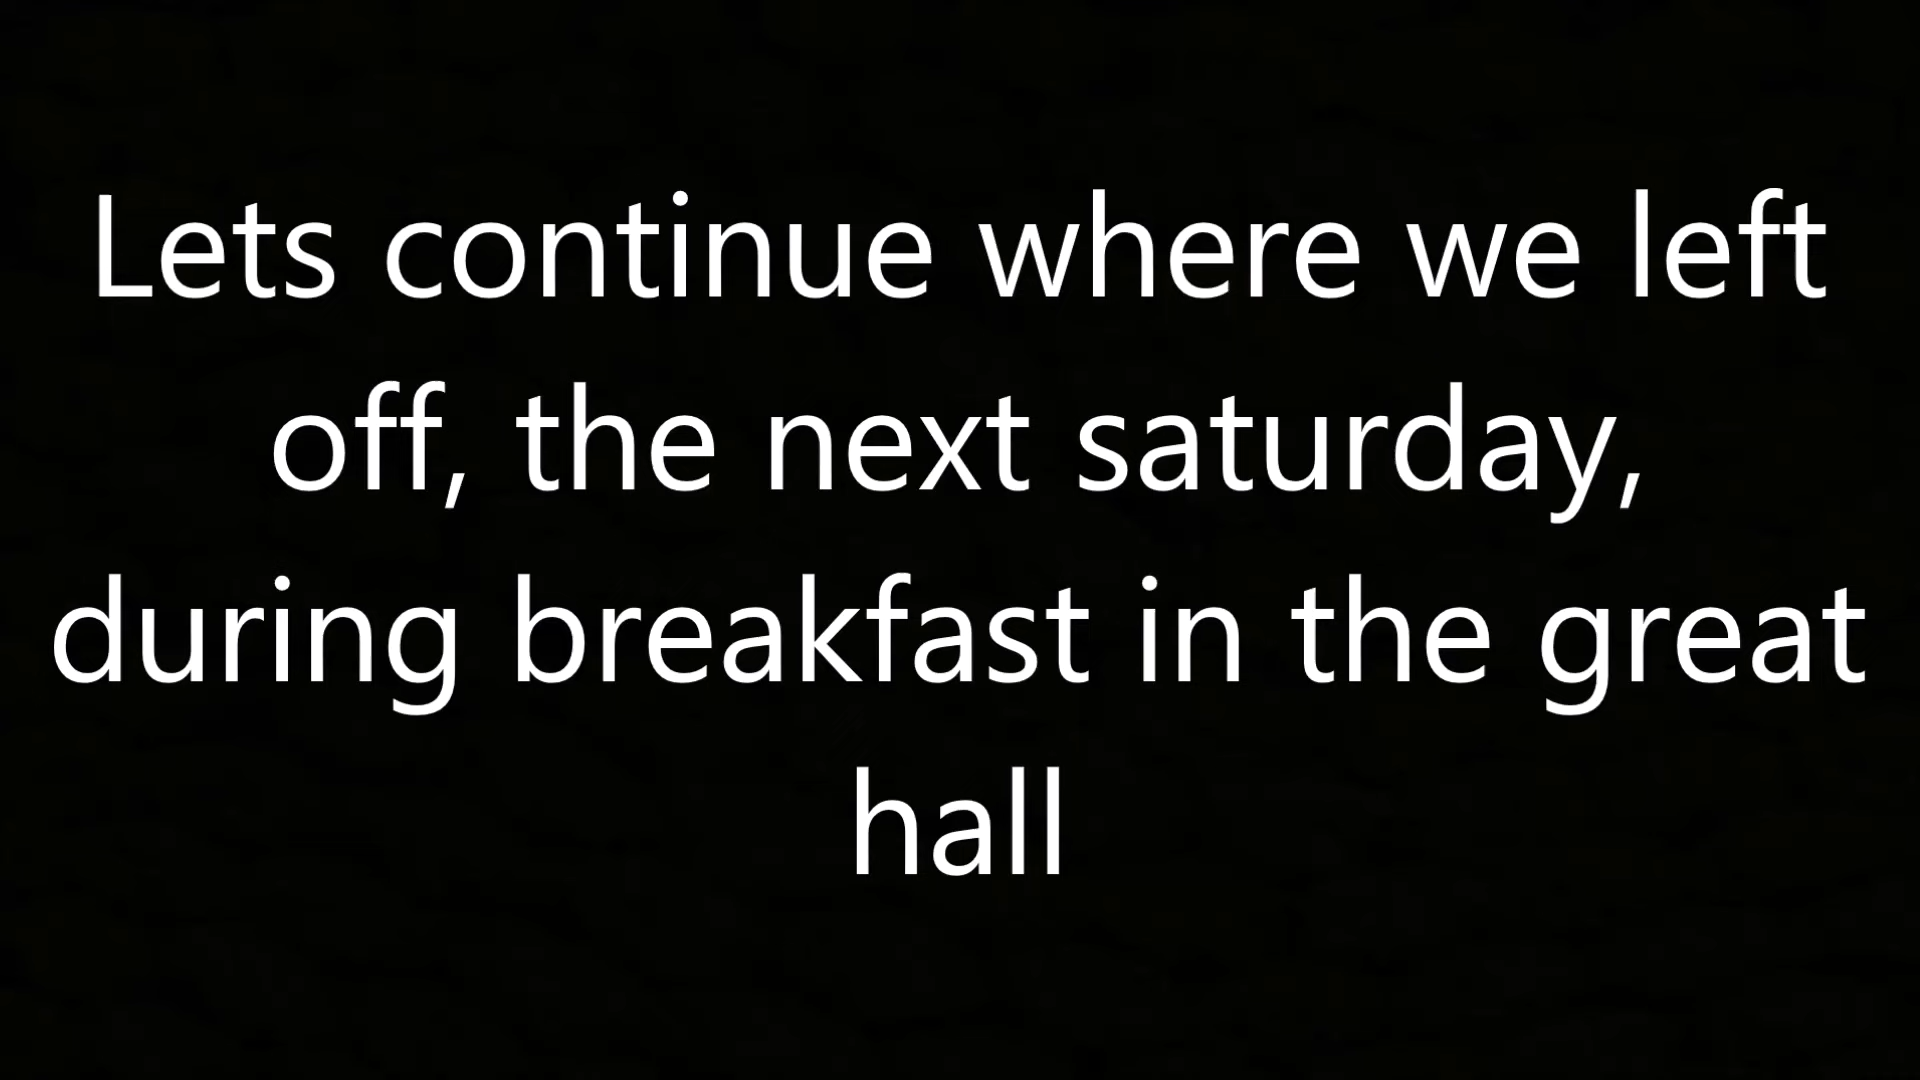 Lets continue where we left
off, the next saturday,
during breakfast in the great
hall